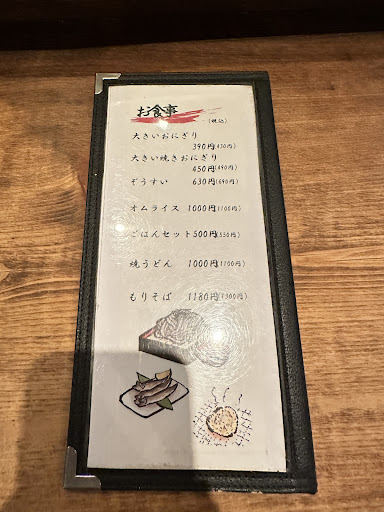 お食事
(税込)
大きいおにぎり
390円(430円)
大きい焼きおにぎり
450円(490円)
ぞうすい 630円(690円)
オムライス 1000円(1100円)
ごはんセット500円(550円)
焼うどん 1000円(1100円)
もりそば 1180円(1300円)